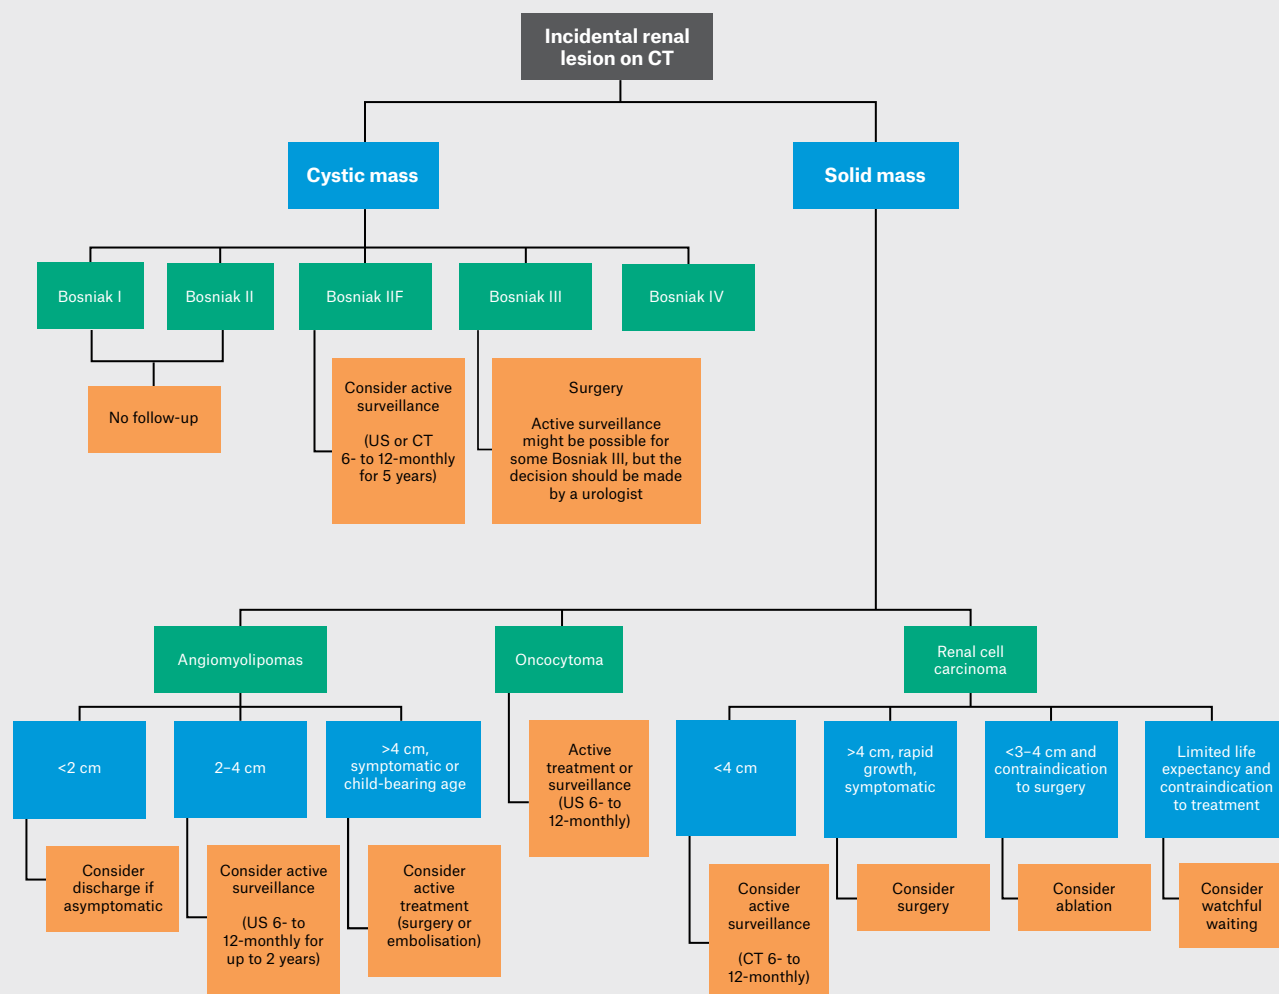 Incidental renal
lesion on CT
Cystic mass
Solid mass
Bosniak I
Bosniak II
Bosniak IIF
Bosniak III
Bosniak IV
No follow-up
Consider active
surveillance
(US or CT
6- to 12-monthly
for 5 years)
Surgery
Active surveillance
might be possible for
some Bosniak III, but the
decision should be made
by a urologist
Angiomyolipomas
Oncocytoma
Renal cell
carcinoma
<2 cm
2–4 cm
>4 cm,
symptomatic or
child-bearing age
Active
treatment or
surveillance
(US 6- to
12-monthly)
<4 cm
>4 cm, rapid
growth,
symptomatic
<3–4 cm and
contraindication
to surgery
Limited life
expectancy and
contraindication
to treatment
Consider
discharge if
asymptomatic
Consider active
surveillance
(US 6- to
12-monthly for
up to 2 years)
Consider
active
treatment
(surgery or
embolisation)
Consider
active
surveillance
(CT 6- to
12-monthly)
Consider
surgery
Consider
ablation
Consider
watchful
waiting